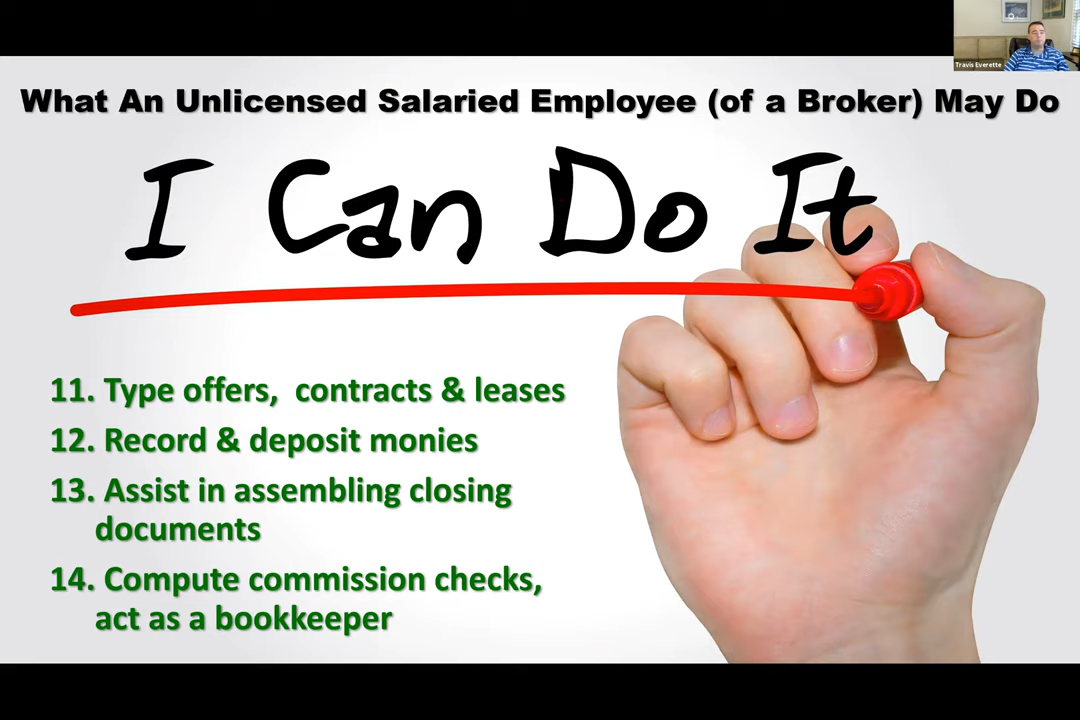 Travis Everette
What An Unlicensed Salaried Employee (of a Broker) May Do
I Can Do It
11. Type offers,  contracts & leases
12. Record & deposit monies
13. Assist in assembling closing
documents
14. Compute commission checks,
act as a bookkeeper